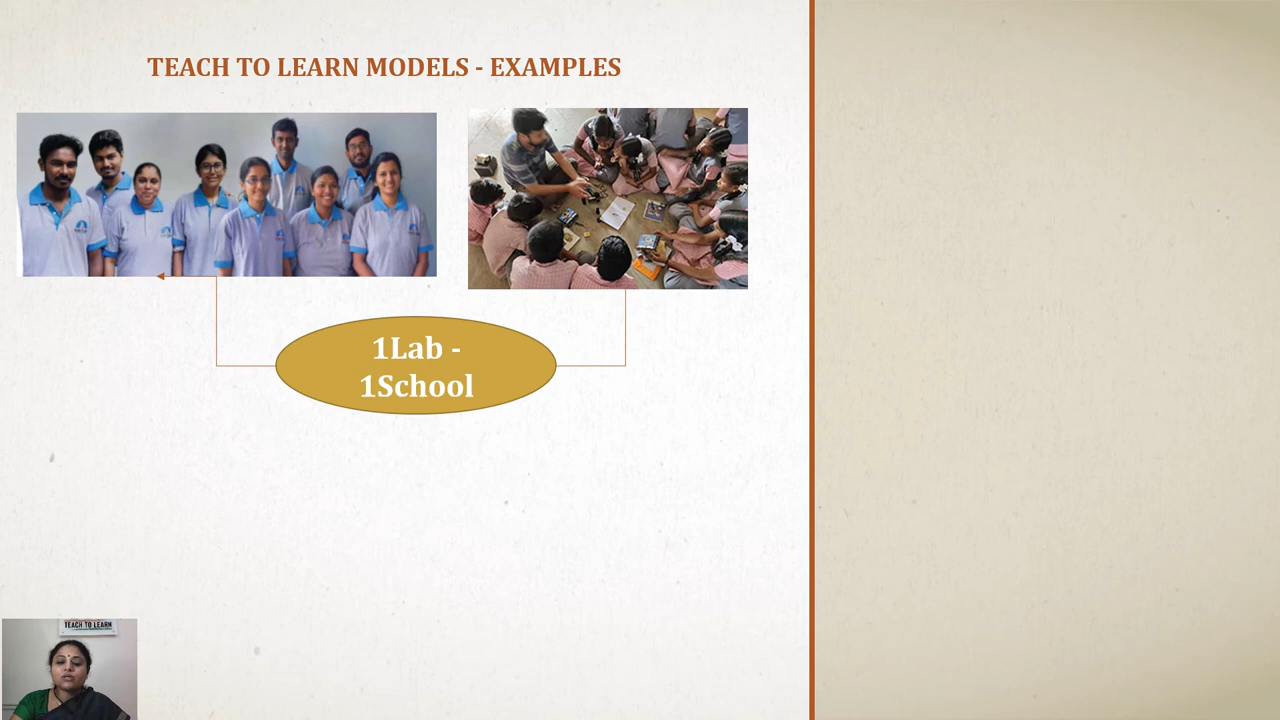 TEACH TO LEARN MODELS - EXAMPLES
1Lab -
1School
TEACH TO LEARN